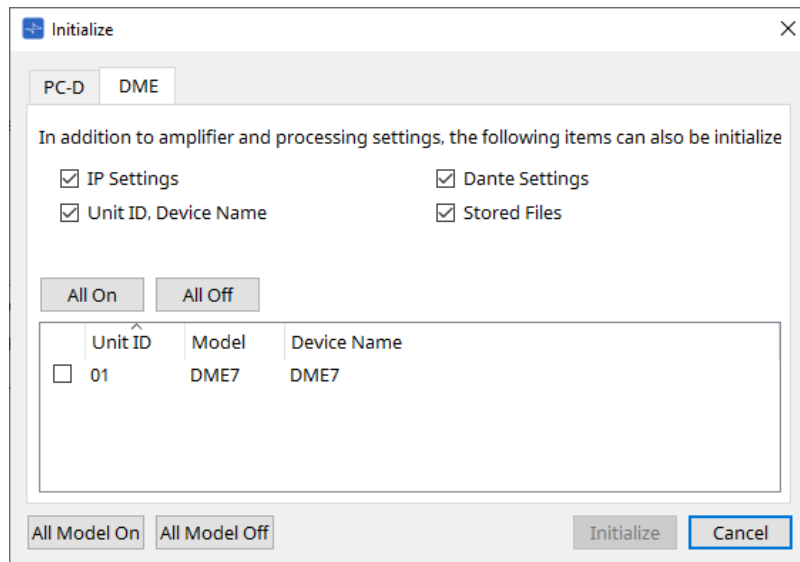 Initialize
PC-D DME
In addition to amplifier and processing settings, the following items can also be initialize
IP Settings Dante Settings
Unit ID, Device Name Stored Files
All On All Off
Unit ID Model Device Name
01 DME7 DME7
All Model On All Model Off Initialize Cancel